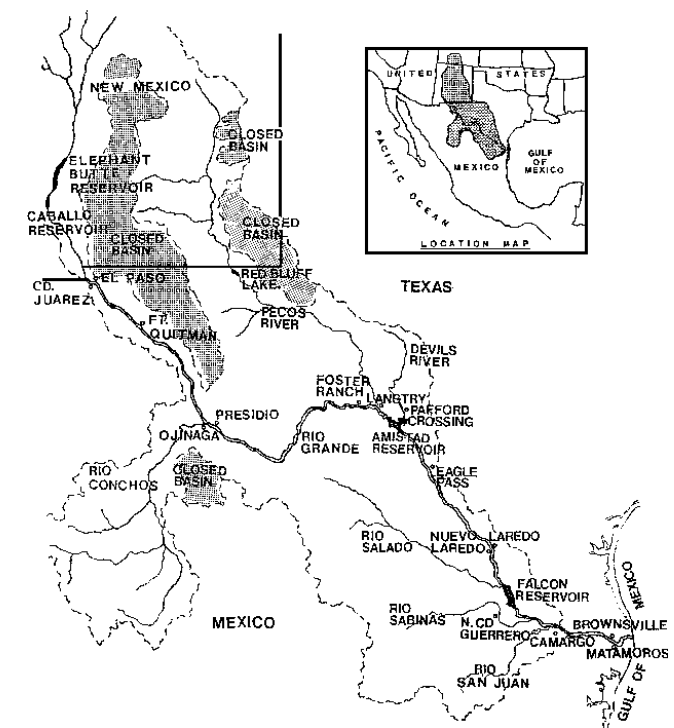 NEW MEXICO
CLOSED
BASIN
ELEPHANT
BUTTE
RESERVOIR
CABALLO
RESERVOIR
CLOSED
BASIN
CLOSED
BASIN
CD.
JUAREZ
EL PASO
RED BLUFF
LAKE
FT.
QUITMAN
PECOS
RIVER
TEXAS
DEVILS
RIVER
FOSTER
RANCH
LANGTRY
PAFFORD
CROSSING
PRESIDIO
OJINAGA
RIO
GRANDE
AMISTAD
RESERVOIR
RIO
CONCHOS
CLOSED
BASIN
EAGLE
PASS
RIO
SALADO
NUEVO
LAREDO
LAREDO
FALCON
RESERVOIR
MEXICO
RIO
SABINAS
N. CD
GUERRERO
CAMARGO
BROWNSVILLE
MATAMOROS
RIO
SAN JUAN
GULF OF
MEXICO
UNITED STATES
PACIFIC OCEAN
MEXICO
GULF
OF
MEXICO
LOCATION MAP